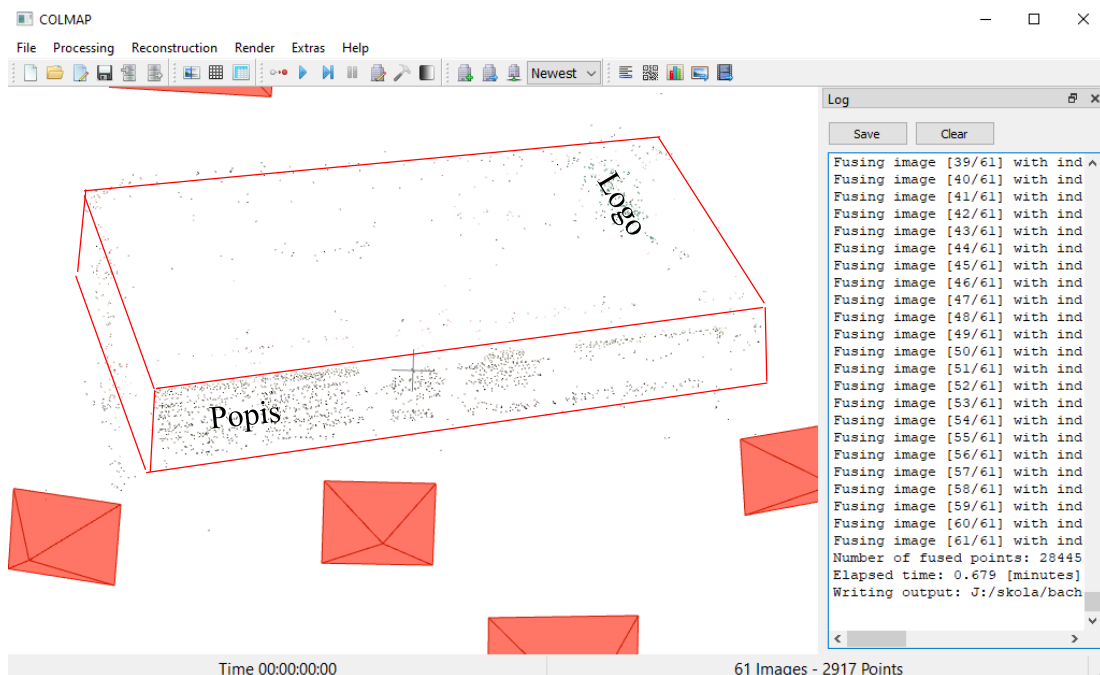 COLMAP
File Processing Reconstruction Render Extras Help
Newest
Log
Save Clear
Fusing image [39/61] with ind
Fusing image [40/61] with ind
Fusing image [41/61] with ind
Fusing image [42/61] with ind
Fusing image [43/61] with ind
Fusing image [44/61] with ind
Fusing image [45/61] with ind
Fusing image [46/61] with ind
Fusing image [47/61] with ind
Fusing image [48/61] with ind
Fusing image [49/61] with ind
Fusing image [50/61] with ind
Fusing image [51/61] with ind
Fusing image [52/61] with ind
Fusing image [53/61] with ind
Fusing image [54/61] with ind
Fusing image [55/61] with ind
Fusing image [56/61] with ind
Fusing image [57/61] with ind
Fusing image [58/61] with ind
Fusing image [59/61] with ind
Fusing image [60/61] with ind
Fusing image [61/61] with ind
Number of fused points: 28445
Elapsed time: 0.679 [minutes]
Writing output: J:/skola/bach
Logo
Popis
Time 00:00:00:00
61 Images - 2917 Points